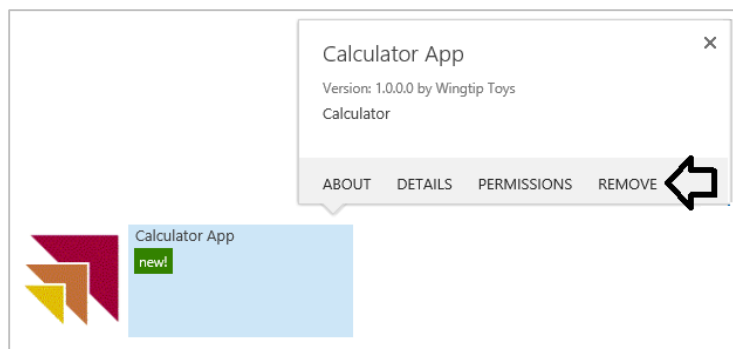 Calculator App
Version: 1.0.0.0 by Wingtip Toys
Calculator
ABOUT DETAILS PERMISSIONS REMOVE
Calculator App
new!